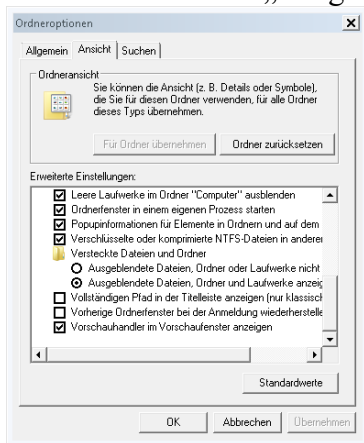 Ordneroptionen
Allgemein Ansicht Suchen
Ordneransicht
Sie können die Ansicht (z. B. Details oder Symbole),
die Sie für diesen Ordner verwenden, für alle Ordner
dieses Typs übernehmen.
Für Ordner übernehmen Ordner zurücksetzen
Erweiterte Einstellungen:
Leere Laufwerke im Ordner "Computer" ausblenden
Ordnerfenster in einem eigenen Prozess starten
Popupinformationen für Elemente in Ordnern und auf dem
Verschlüsselte oder komprimierte NTFS-Dateien in anderer
Versteckte Dateien und Ordner
Ausgeblendete Dateien, Ordner oder Laufwerke nicht
Ausgeblendete Dateien, Ordner und Laufwerke anzeig
Vollständigen Pfad in der Titelleiste anzeigen (nur klassisch
Vorherige Ordnerfenster bei der Anmeldung wiederherstelle
Vorschauhandler im Vorschaufenster anzeigen
Standardwerte
OK Abbrechen Übernehmen